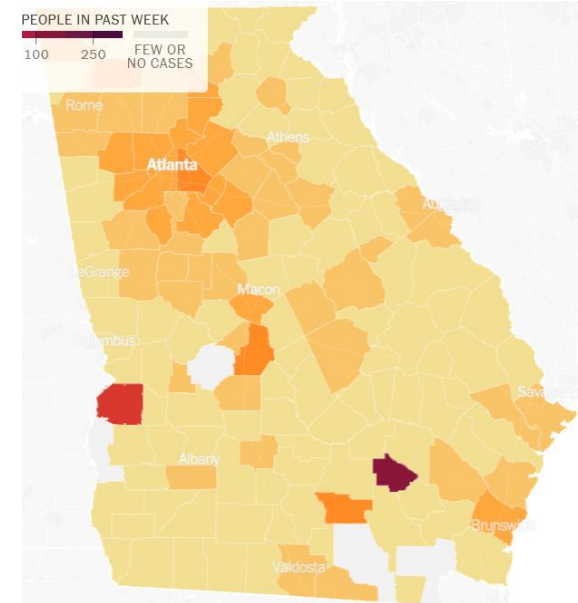 PEOPLE IN PAST WEEK
100 250 FEW OR
NO CASES
Rome
Athens
Atlanta
Augusta
LaGrange
Macon
Columbus
Savannah
Albany
Brunswick
Valdosta